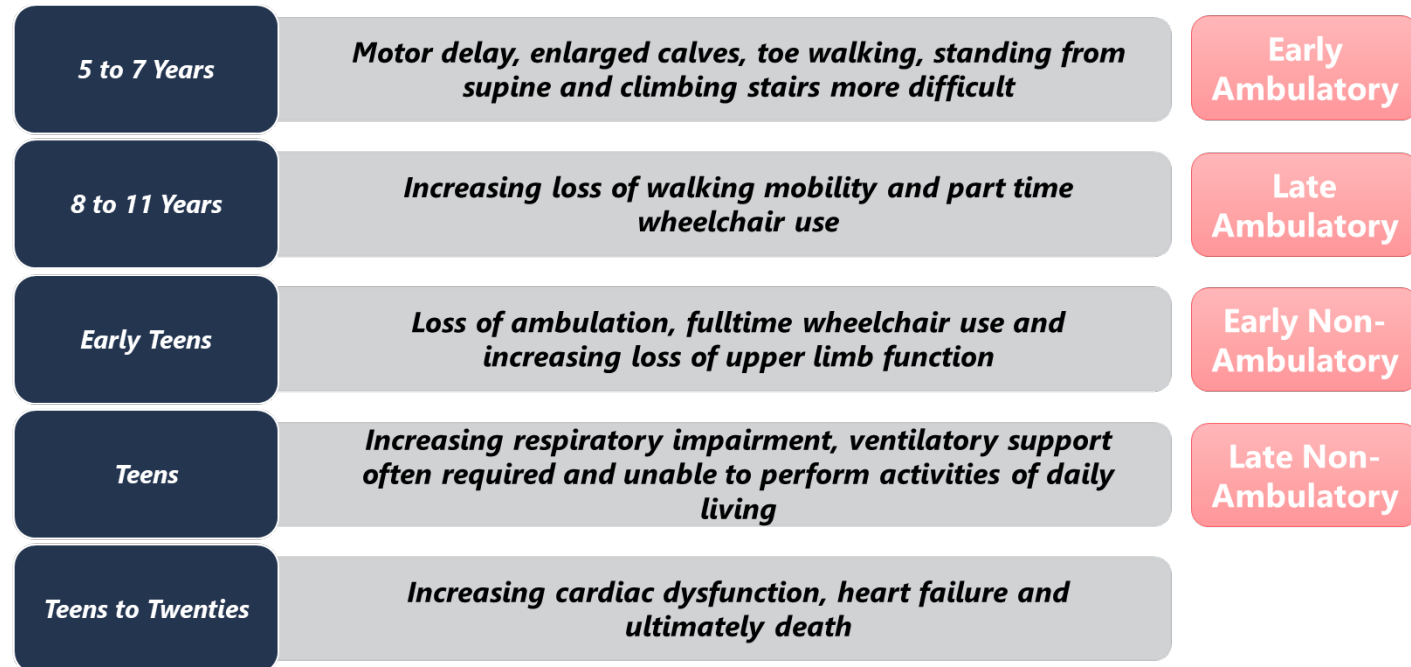 5 to 7 Years
Motor delay, enlarged calves, toe walking, standing from
supine and climbing stairs more difficult
Early
Ambulatory
8 to 11 Years
Increasing loss of walking mobility and part time
wheelchair use
Late
Ambulatory
Early Teens
Loss of ambulation, fulltime wheelchair use and
increasing loss of upper limb function
Early Non-
Ambulatory
Teens
Increasing respiratory impairment, ventilatory support
often required and unable to perform activities of daily
living
Late Non-
Ambulatory
Teens to Twenties
Increasing cardiac dysfunction, heart failure and
ultimately death